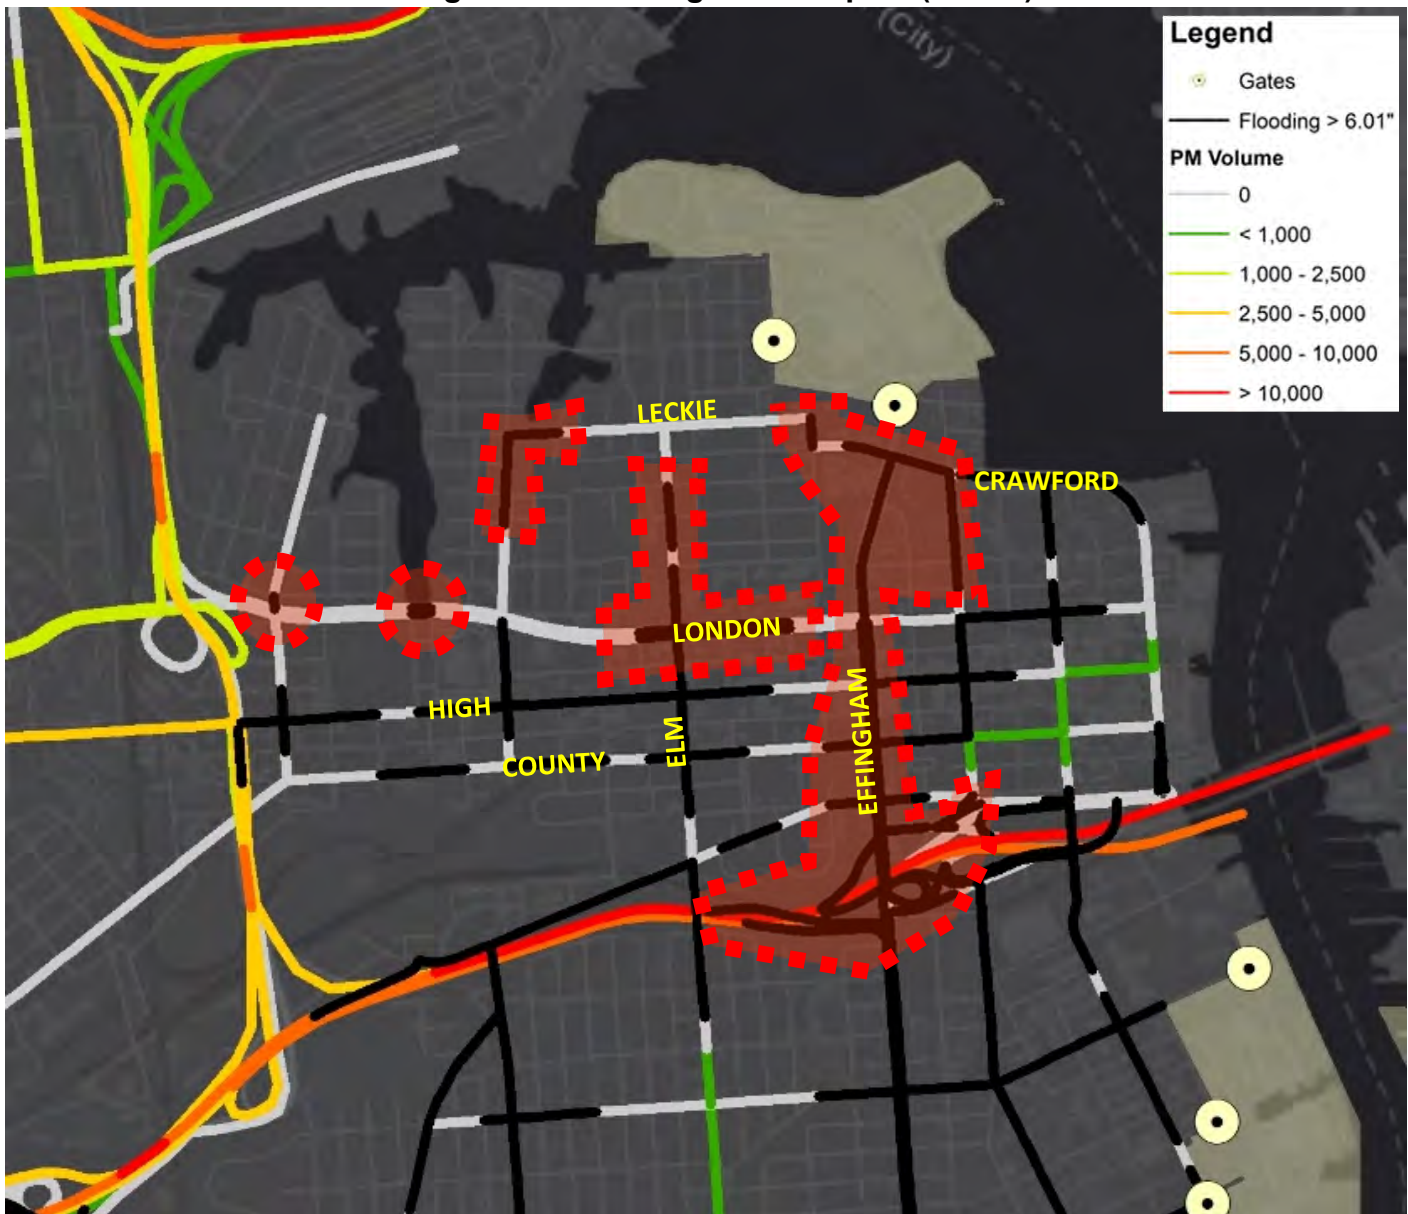 (City)
Legend
Gates
Flooding > 6.01"
PM Volume
0
< 1,000
1,000 - 2,500
2,500 - 5,000
5,000 - 10,000
> 10,000
LECKIE
CRAWFORD
LONDON
HIGH
ELM
EFFINGHAM
COUNTY